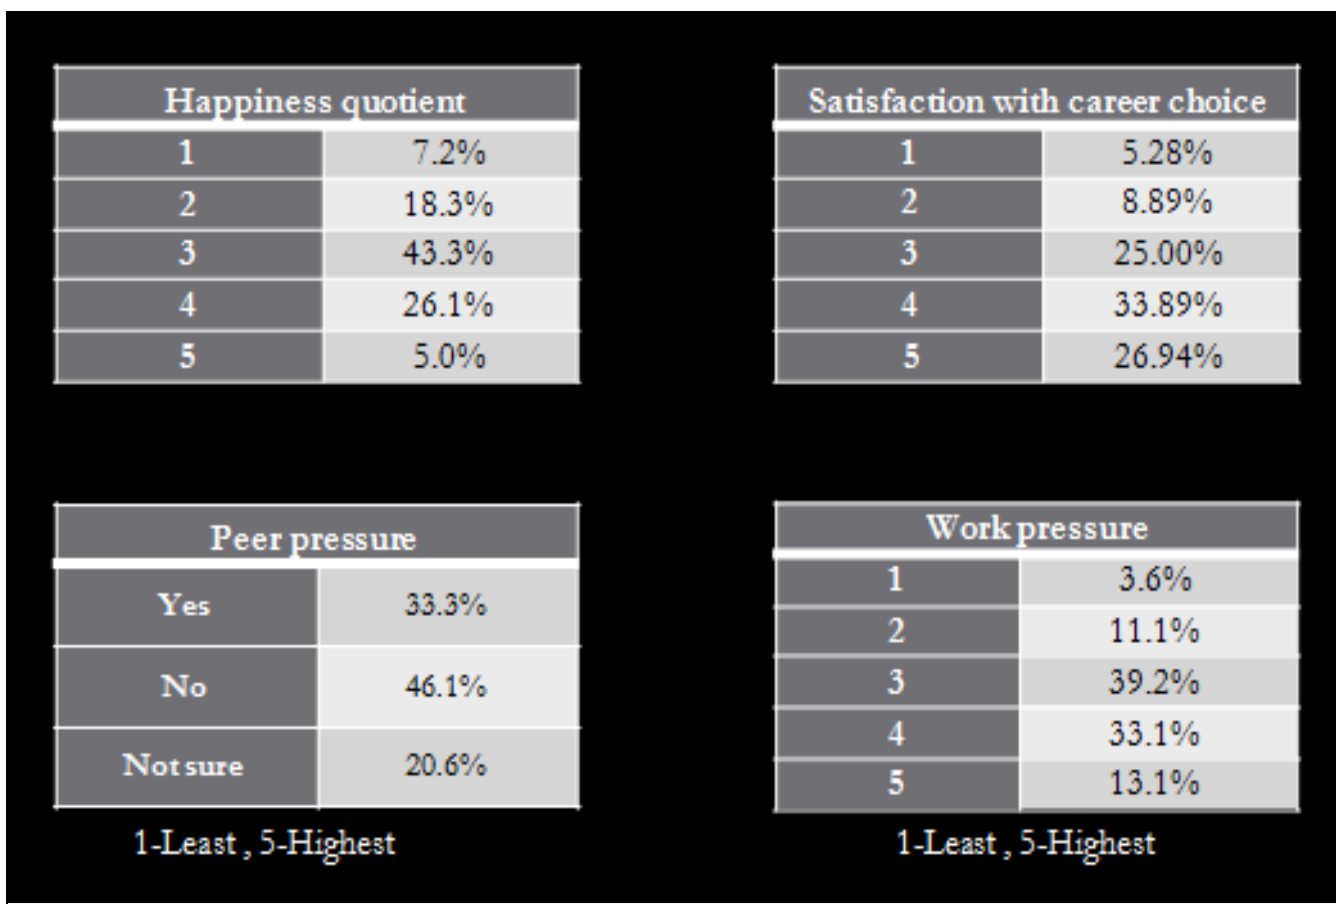 Happiness quotient
1 7.2%
2 18.3%
3 43.3%
4 26.1%
5 5.0%
Satisfaction with career choice
1 5.28%
2 8.89%
3 25.00%
4 33.89%
5 26.94%
Peer pressure
Yes 33.3%
No 46.1%
Not sure 20.6%
1-Least , 5-Highest
Work pressure
1 3.6%
2 11.1%
3 39.2%
4 33.1%
5 13.1%
1-Least , 5-Highest